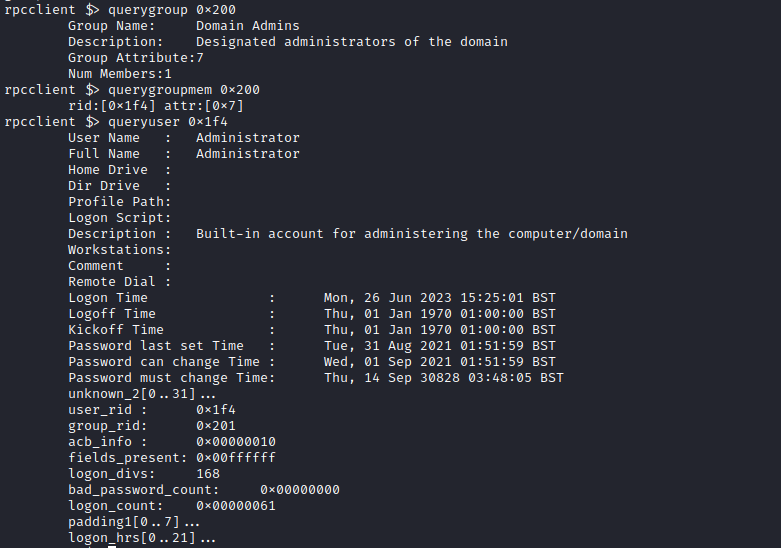 rpcclient $> querygroup 0×200
Group Name: Domain Admins
Description: Designated administrators of the domain
Group Attribute:7
Num Members:1
rpcclient $> querygroupmem 0×200
rid:[0×1f4] attr:[0×7]
rpcclient $> queryuser 0×1f4
User Name : Administrator
Full Name : Administrator
Home Drive :
Dir Drive :
Profile Path:
Logon Script:
Description : Built-in account for administering the computer/domain
Workstations:
Comment :
Remote Dial :
Logon Time : Mon, 26 Jun 2023 15:25:01 BST
Logoff Time : Thu, 01 Jan 1970 01:00:00 BST
Kickoff Time : Thu, 01 Jan 1970 01:00:00 BST
Password last set Time : Tue, 31 Aug 2021 01:51:59 BST
Password can change Time : Wed, 01 Sep 2021 01:51:59 BST
Password must change Time: Thu, 14 Sep 30828 03:48:05 BST
unknown_2[0..31]...
user_rid : 0×1f4
group_rid: 0×201
acb_info : 0×00000010
fields_present: 0×00ffffff
logon_divs: 168
bad_password_count: 0×00000000
logon_count: 0×00000061
padding1[0..7]...
logon_hrs[0..21]...